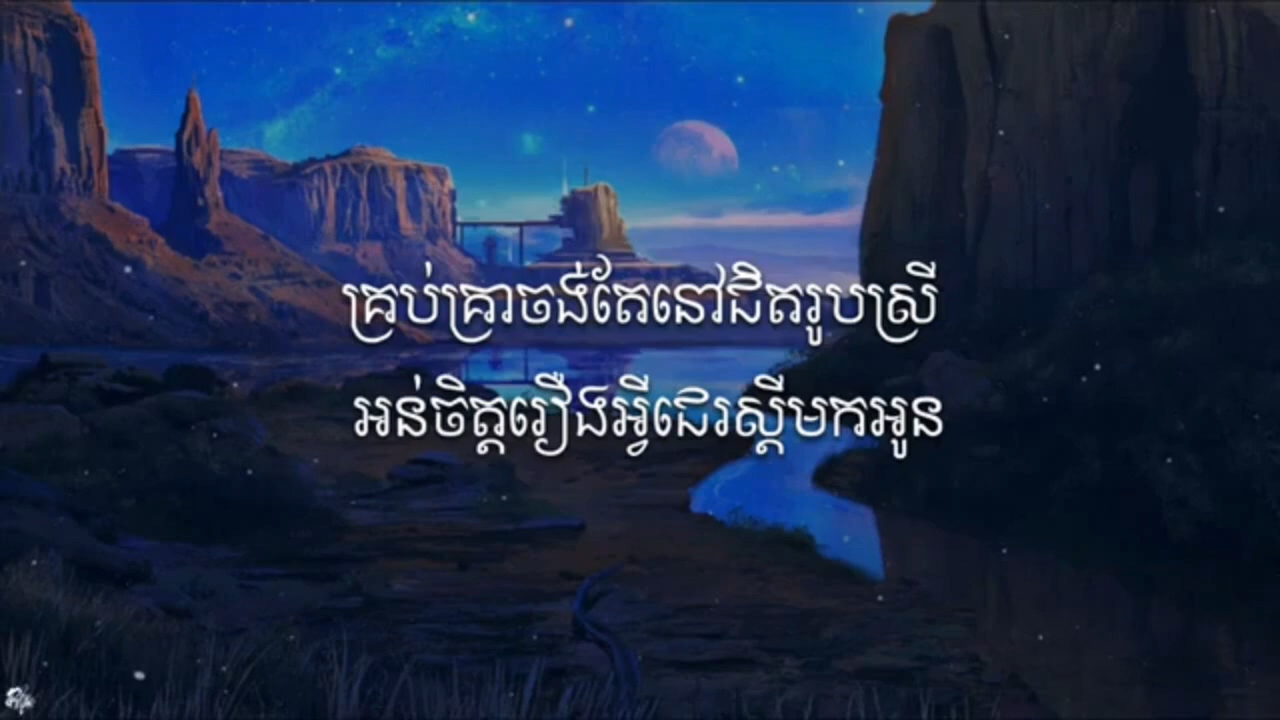 គ្រប់គ្រាចង់តែនៅជិតរូបស្រី
អន់ចិត្តរឿងអ្វីដេរស្ដីមកអូន